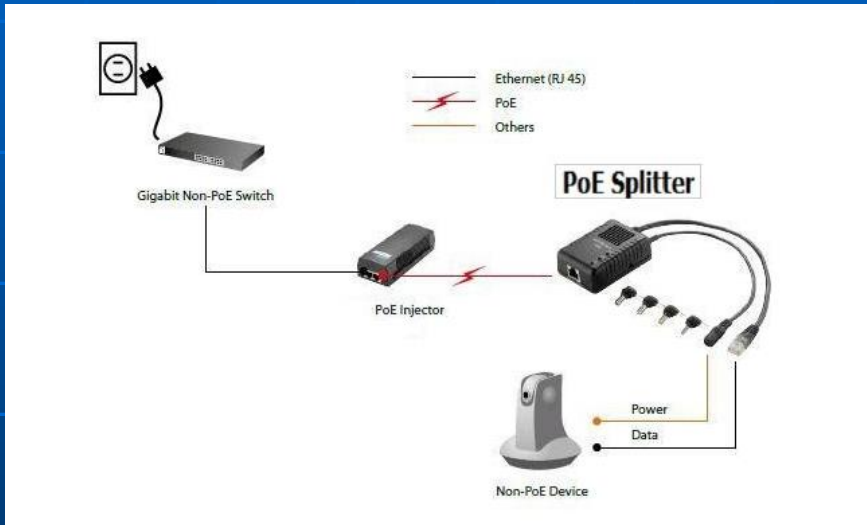 Ethernet (RJ 45)
PoE
Others
PoE Splitter
Gigabit Non-PoE Switch
PoE Injector
Power
Data
Non-PoE Device